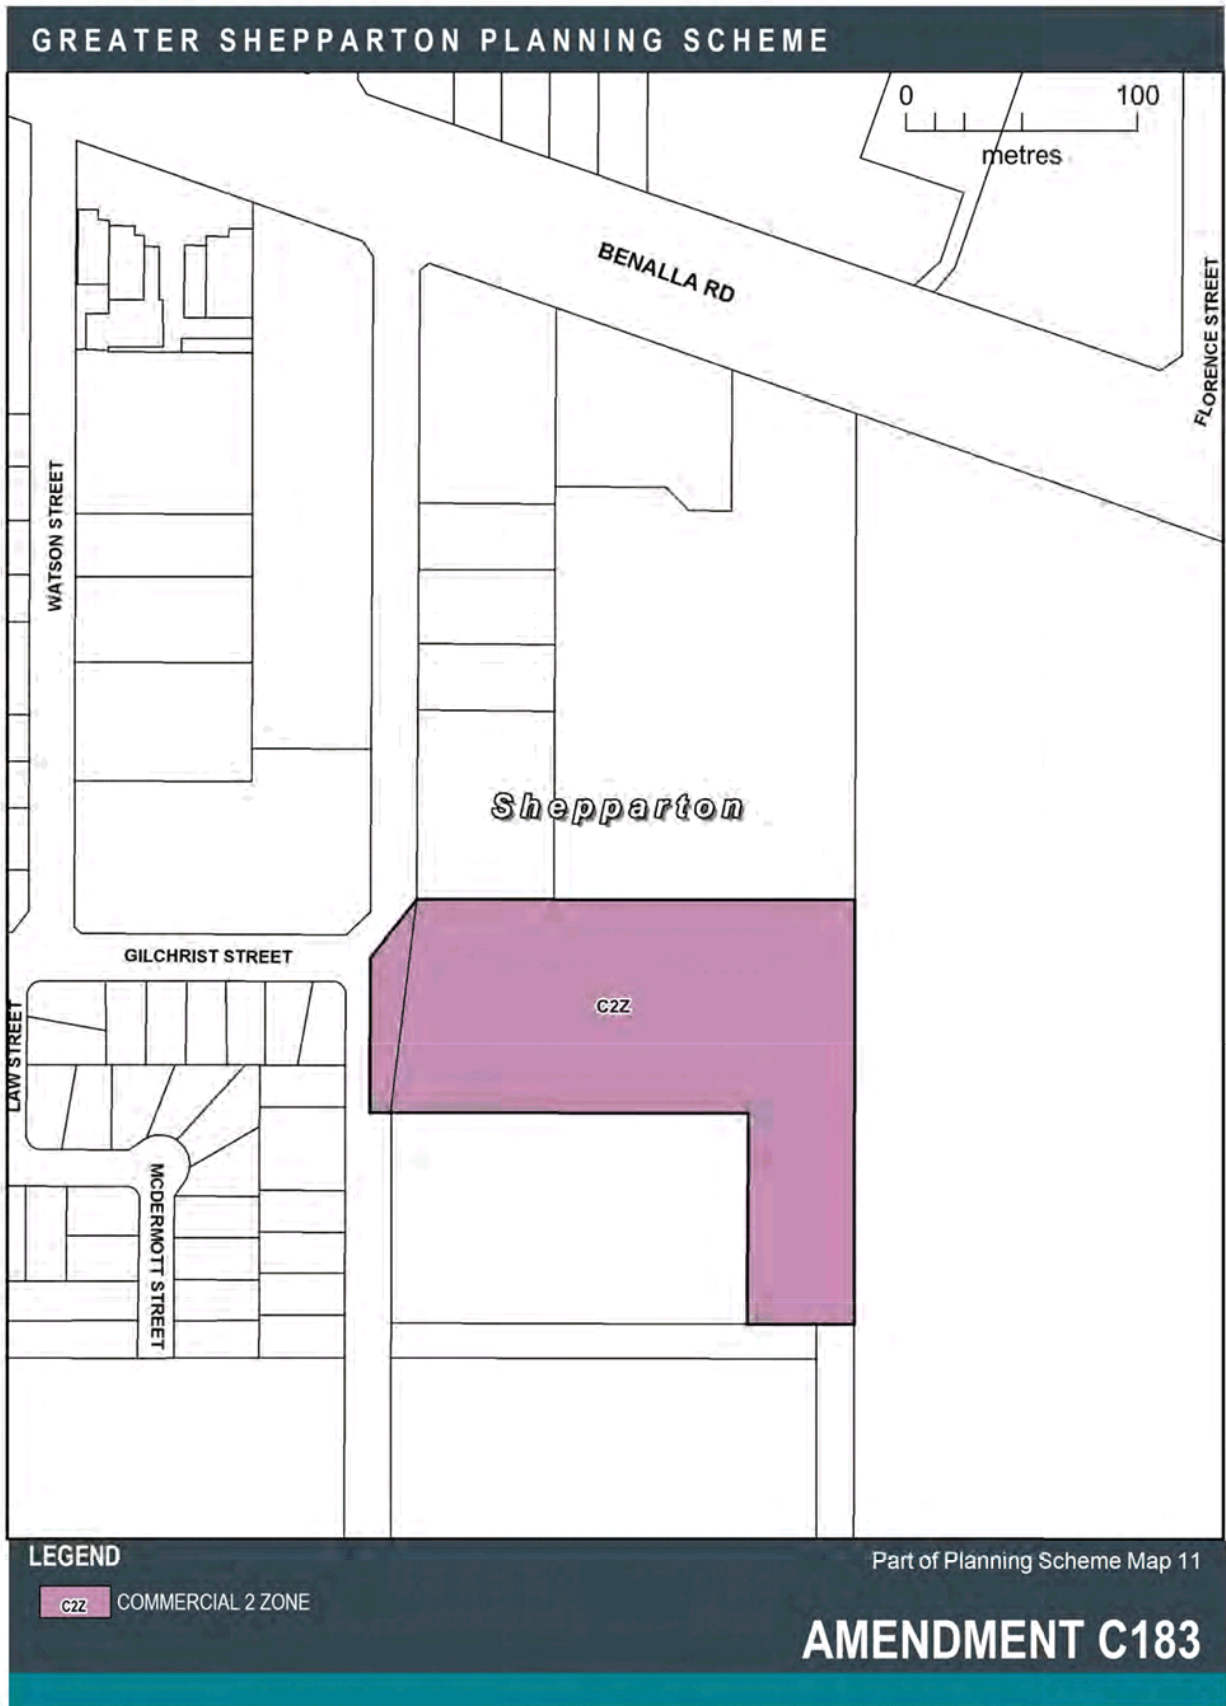 GREATER SHEPPARTON PLANNING SCHEME
0 100
metres
BENALLA RD
FLORENCE STREET
WATSON STREET
Shepparton
GILCHRIST STREET
C2Z
LAW STREET
MCDERMOTT STREET
LEGEND
Part of Planning Scheme Map 11
C2Z COMMERCIAL 2 ZONE
AMENDMENT C183